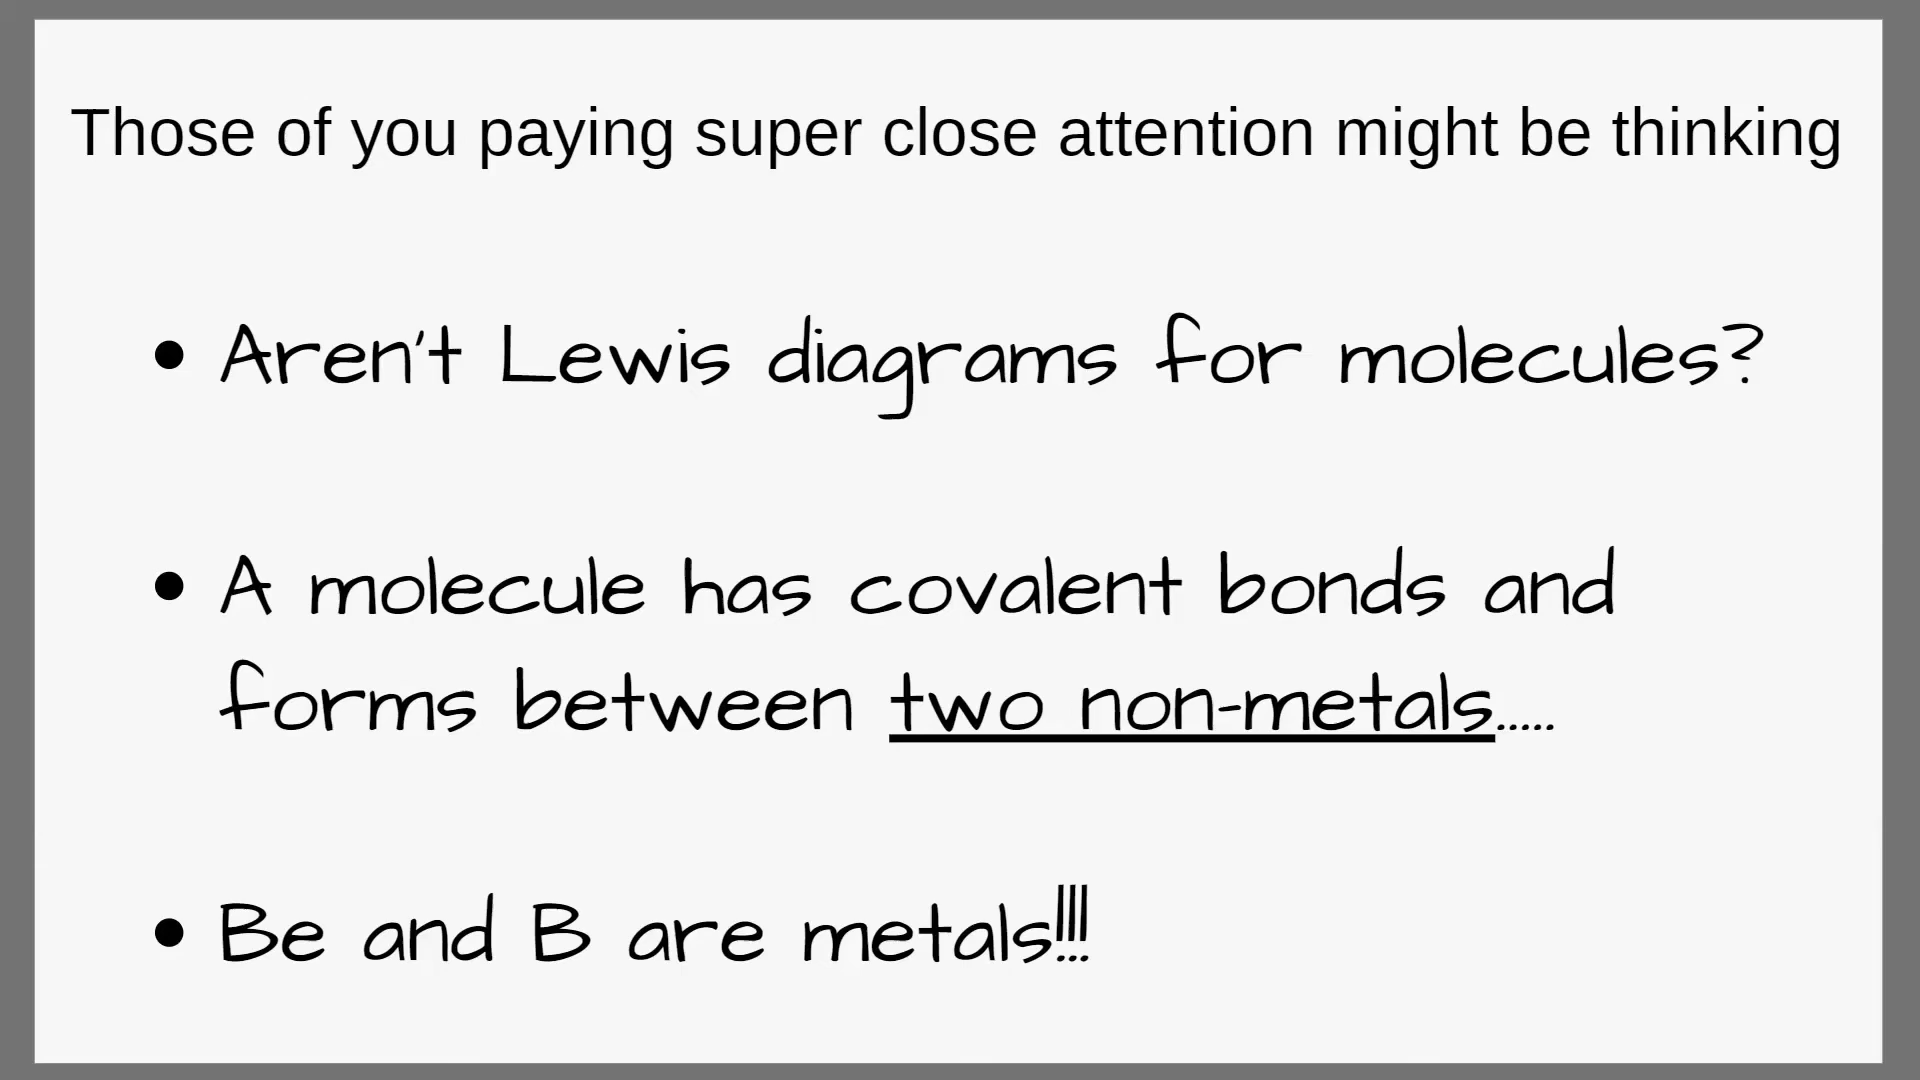 Those of you paying super close attention might be thinking
• Aren't Lewis diagrams for molecules?
• A molecule has covalent bonds and
forms between two non-metals.....
• Be and B are metals!!!